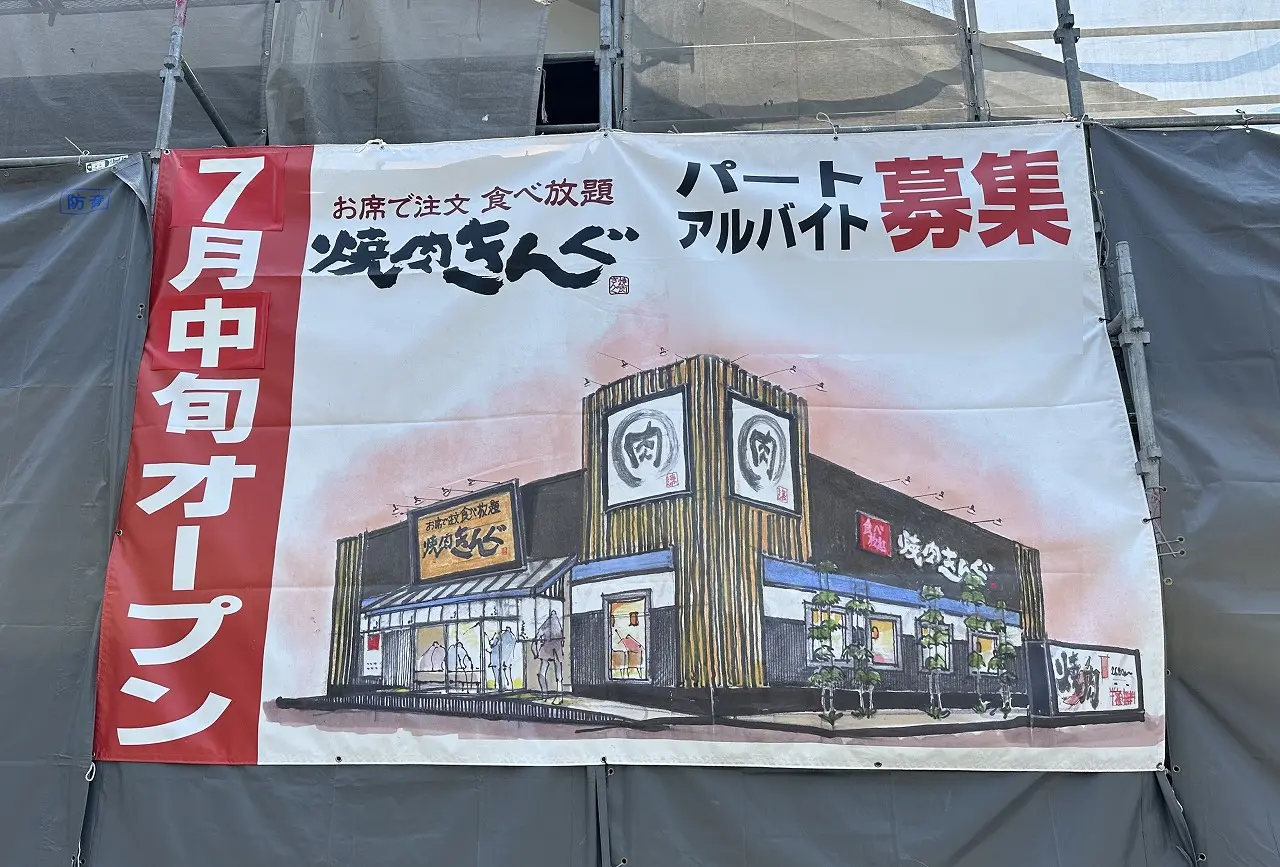 7月中旬オープン
お席で注文 食べ放題
焼肉きんぐ
パート
アルバイト
募集
防炎
肉
肉
お席で注文 食べ放題
焼肉きんぐ
食べ
放題
焼肉きんぐ
焼肉